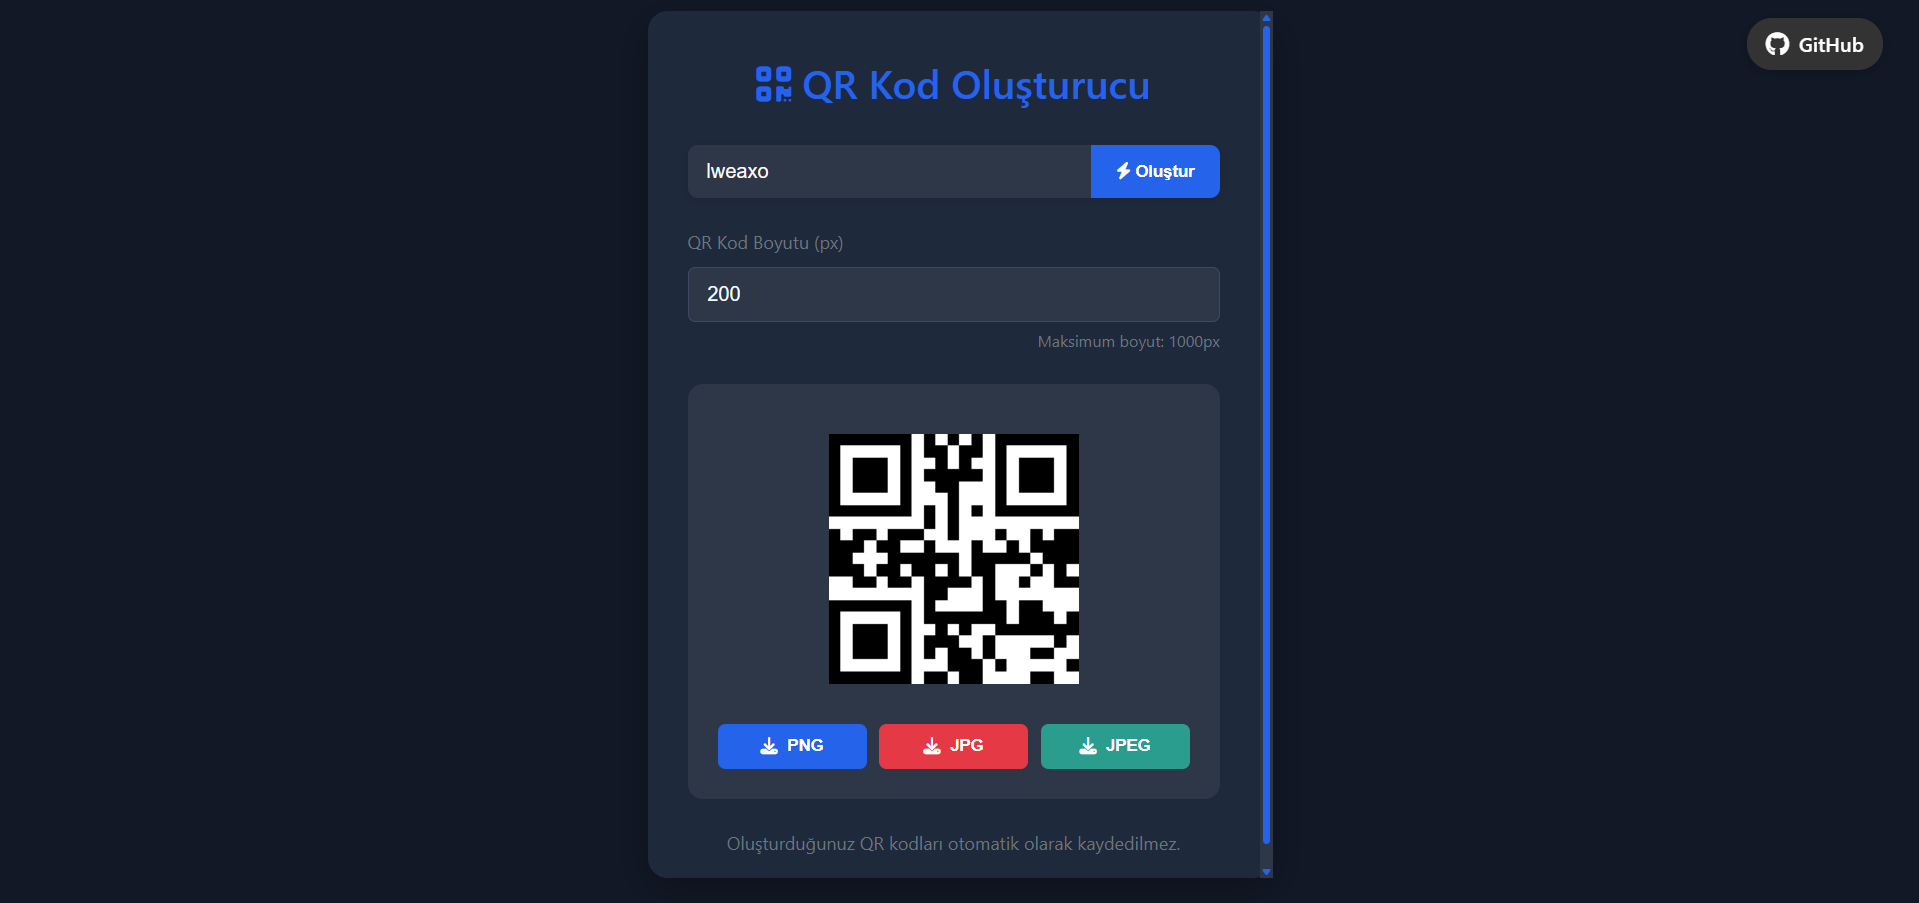 GitHub
QR Kod Oluşturucu
lweaxo
Oluştur
QR Kod Boyutu (px)
200
Maksimum boyut: 1000px
PNG
JPG
JPEG
Oluşturduğunuz QR kodları otomatik olarak kaydedilmez.